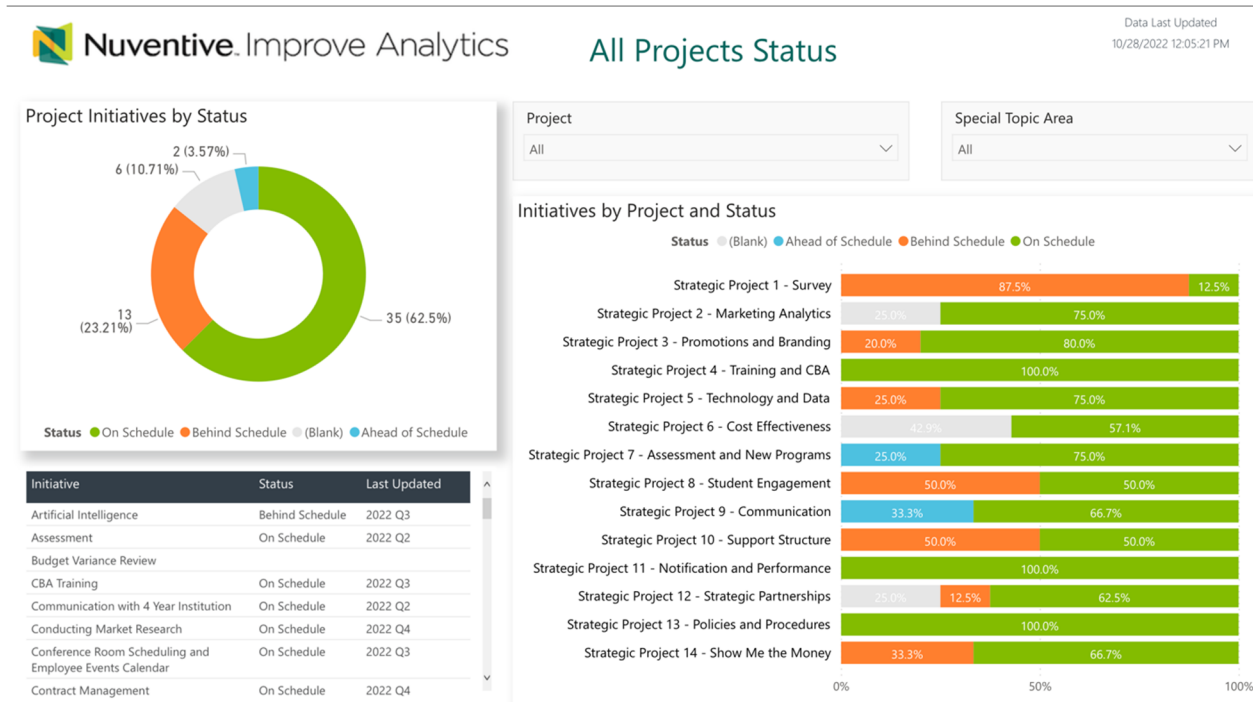 Nuventive Improve Analytics
All Projects Status
Data Last Updated
10/28/2022 12:05:21 PM
Project Initiatives by Status
2 (3.57%)
6 (10.71%)
13
(23.21%)
35 (62.5%)
Status On Schedule Behind Schedule (Blank) Ahead of Schedule
Project
All
Special Topic Area
All
Initiative Status Last Updated
Artificial Intelligence Behind Schedule 2022 Q3
Assessment On Schedule 2022 Q2
Budget Variance Review
CBA Training On Schedule 2022 Q3
Communication with 4 Year Institution On Schedule 2022 Q2
Conducting Market Research On Schedule 2022 Q4
Conference Room Scheduling and On Schedule 2022 Q3
Employee Events Calendar
Contract Management On Schedule 2022 Q4
Initiatives by Project and Status
Status (Blank) Ahead of Schedule Behind Schedule On Schedule
Strategic Project 1 - Survey 87.5% 12.5%
Strategic Project 2 - Marketing Analytics 25.0% 75.0%
Strategic Project 3 - Promotions and Branding 20.0% 80.0%
Strategic Project 4 - Training and CBA 100.0%
Strategic Project 5 - Technology and Data 25.0% 75.0%
Strategic Project 6 - Cost Effectiveness 42.9% 57.1%
Strategic Project 7 - Assessment and New Programs 25.0% 75.0%
Strategic Project 8 - Student Engagement 50.0% 50.0%
Strategic Project 9 - Communication 33.3% 66.7%
Strategic Project 10 - Support Structure 50.0% 50.0%
Strategic Project 11 - Notification and Performance 100.0%
Strategic Project 12 - Strategic Partnerships 25.0% 12.5% 62.5%
Strategic Project 13 - Policies and Procedures 100.0%
Strategic Project 14 - Show Me the Money 33.3% 66.7%
0% 50% 100%